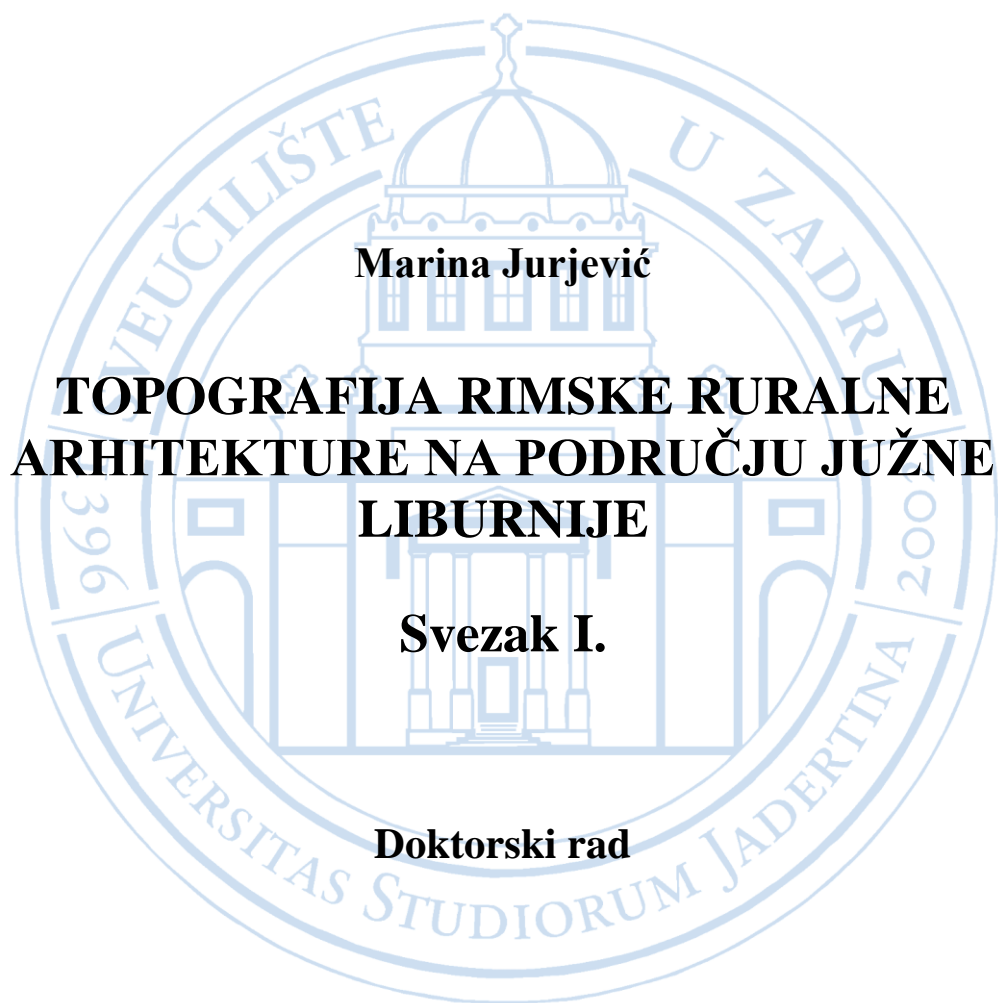 SVEUČILIŠTE U ZADRU
Marina Jurjević
TOPOGRAFIJA RIMSKE RURALNE
ARHITEKTURE NA PODRUČJU JUŽNE
LIBURNIJE
1396
Svezak I.
Doktorski rad
UNIVERSITAS STUDIORUM JADERTINA